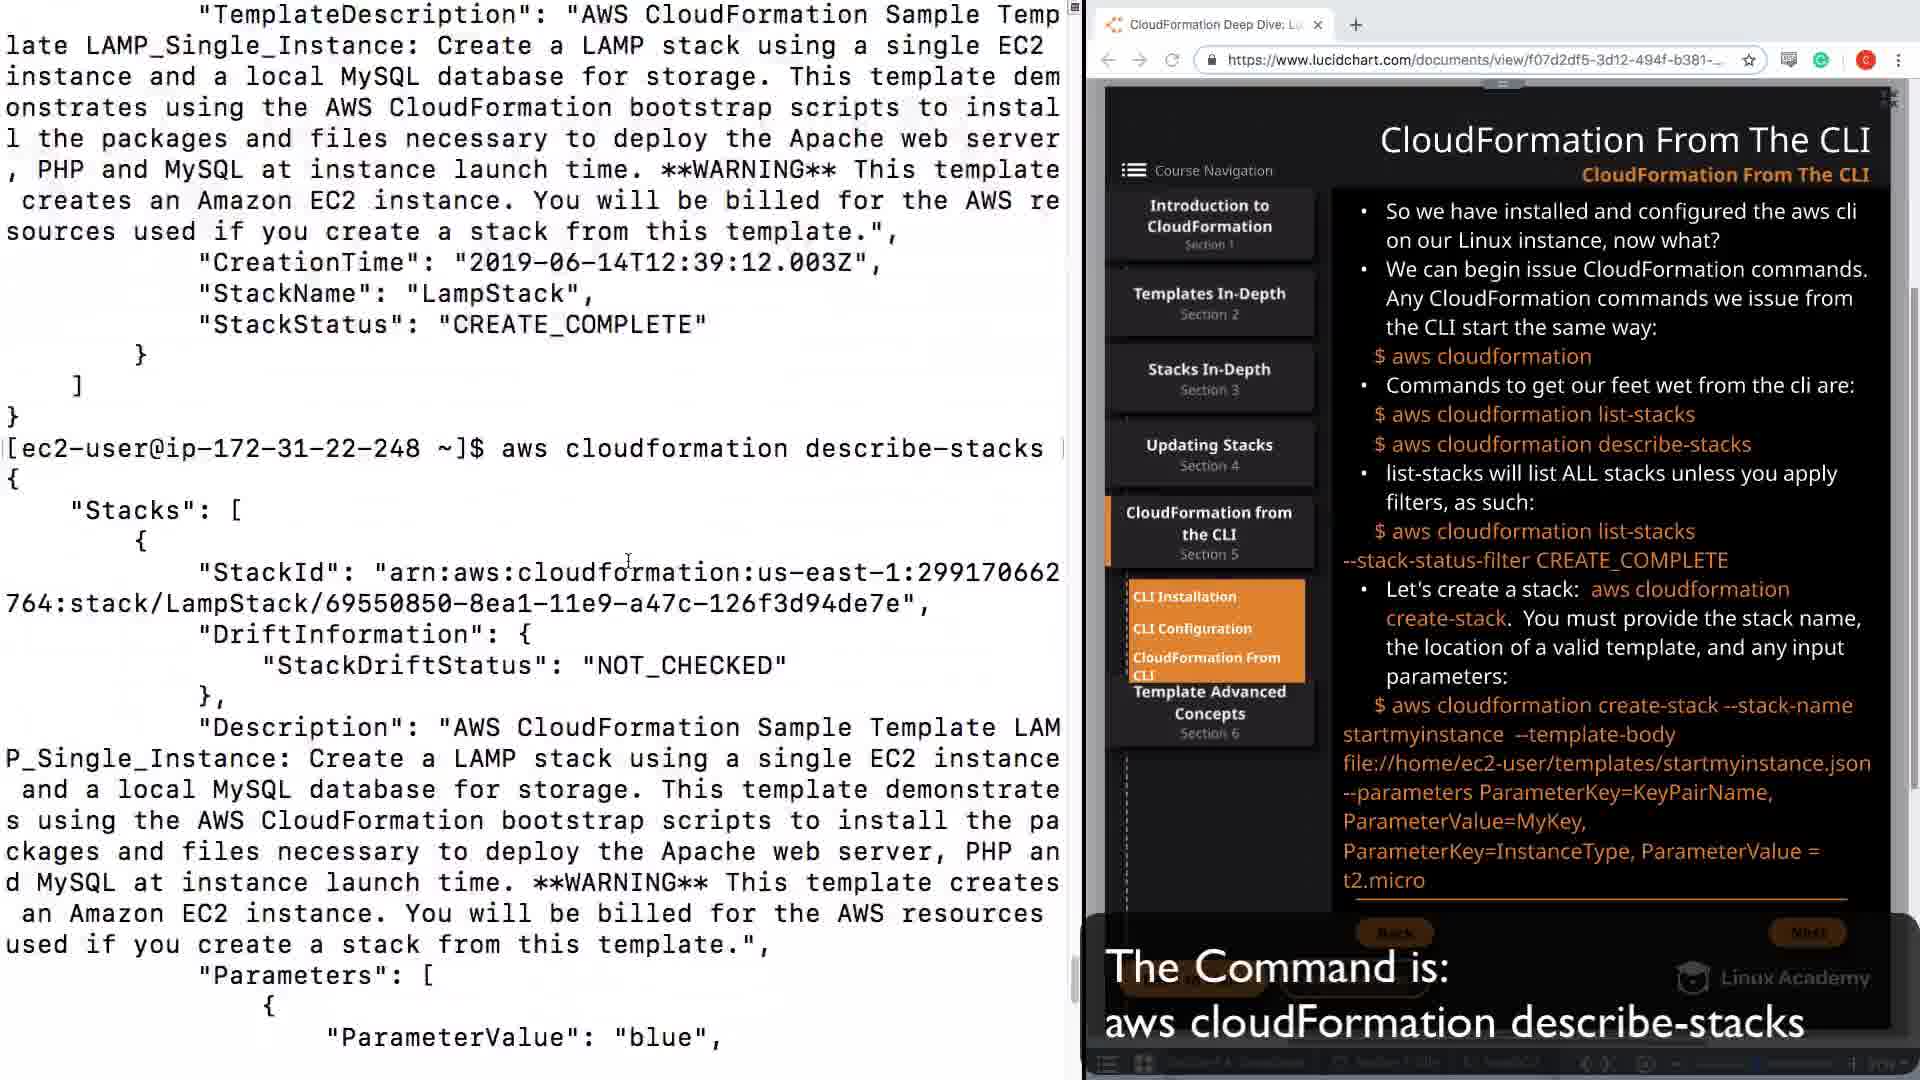 "TemplateDescription": "AWS CloudFormation Sample Temp
late LAMP_Single_Instance: Create a LAMP stack using a single EC2
instance and a local MySQL database for storage. This template dem
onstrates using the AWS CloudFormation bootstrap scripts to instal
l the packages and files necessary to deploy the Apache web server
, PHP and MySQL at instance launch time. **WARNING** This template
creates an Amazon EC2 instance. You will be billed for the AWS re
sources used if you create a stack from this template.",
"CreationTime": "2019-06-14T12:39:12.003Z",
"StackName": "LampStack",
"StackStatus": "CREATE_COMPLETE"
}
]
}
[ec2-user@ip-172-31-22-248 ~]$ aws cloudformation describe-stacks
{
"Stacks": [
{
"StackId": "arn:aws:cloudformation:us-east-1:299170662
764:stack/LampStack/69550850-8ea1-11e9-a47c-126f3d94de7e",
"DriftInformation": {
"StackDriftStatus": "NOT_CHECKED"
},
"Description": "AWS CloudFormation Sample Template LAM
P_Single_Instance: Create a LAMP stack using a single EC2 instance
and a local MySQL database for storage. This template demonstrate
s using the AWS CloudFormation bootstrap scripts to install the pa
ckages and files necessary to deploy the Apache web server, PHP an
d MySQL at instance launch time. **WARNING** This template creates
an Amazon EC2 instance. You will be billed for the AWS resources
used if you create a stack from this template.",
"Parameters": [
{
"ParameterValue": "blue",
CloudFormation Deep Dive: Lu
https://www.lucidchart.com/documents/view/f07d2df5-3d12-494f-b381-...
CloudFormation From The CLI
CloudFormation From The CLI
Course Navigation
Introduction to
CloudFormation
Section 1
Templates In-Depth
Section 2
Stacks In-Depth
Section 3
Updating Stacks
Section 4
CloudFormation from
the CLI
Section 5
CLI Installation
CLI Configuration
CloudFormation From
CLI
Template Advanced
Concepts
Section 6
• So we have installed and configured the aws cli
on our Linux instance, now what?
• We can begin issue CloudFormation commands.
Any CloudFormation commands we issue from
the CLI start the same way:
$ aws cloudformation
• Commands to get our feet wet from the cli are:
$ aws cloudformation list-stacks
$ aws cloudformation describe-stacks
• list-stacks will list ALL stacks unless you apply
filters, as such:
$ aws cloudformation list-stacks
--stack-status-filter CREATE_COMPLETE
• Let's create a stack: aws cloudformation
create-stack. You must provide the stack name,
the location of a valid template, and any input
parameters:
$ aws cloudformation create-stack --stack-name
startmyinstance --template-body
file://home/ec2-user/templates/startmyinstance.json
--parameters ParameterKey=KeyPairName,
ParameterValue=MyKey,
ParameterKey=InstanceType, ParameterValue =
t2.micro
Back
Next
Linux Academy
The Command is:
aws cloudFormation describe-stacks